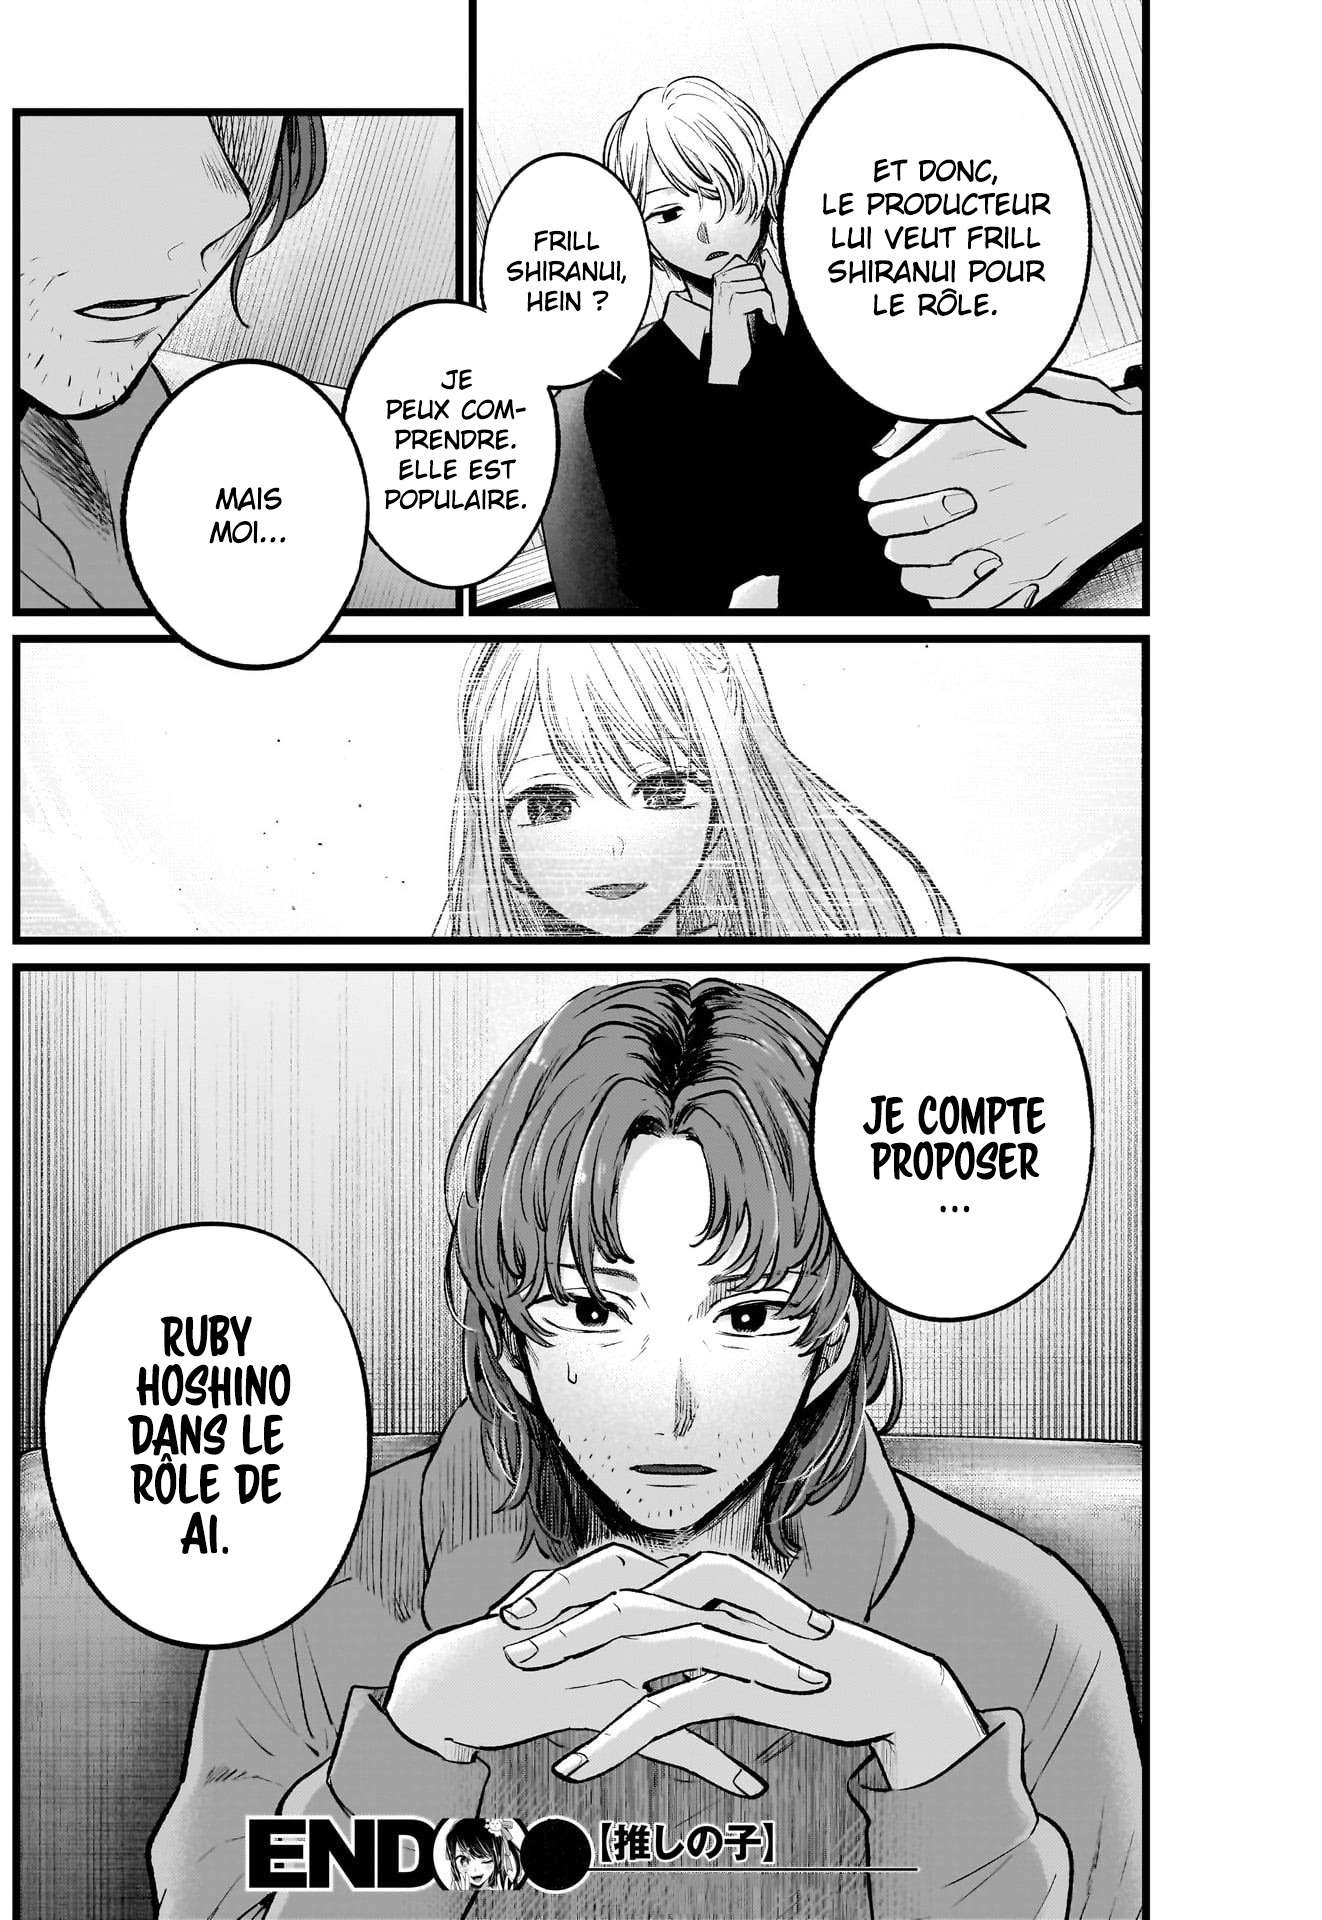 ET DONC,
LE PRODUCTEUR
LUI VEUT FRILL
SHIRANUI POUR
LE RÔLE.
FRILL
SHIRANUI,
HEIN ?
JE
PEUX COM-
PRENDRE.
ELLE EST
POPULAIRE.
MAIS
MOI...
JE COMPTE
PROPOSER
...
RUBY
HOSHINO
DANS LE
RÔLE DE
AI.
END【推しの子】